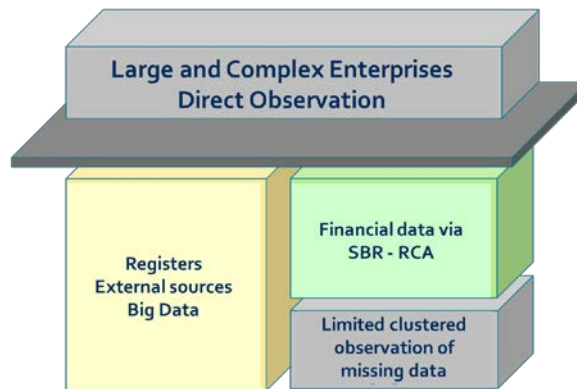 Large and Complex Enterprises
Direct Observation
Registers
External sources
Big Data
Financial data via
SBR - RCA
Limited clustered
observation of
missing data